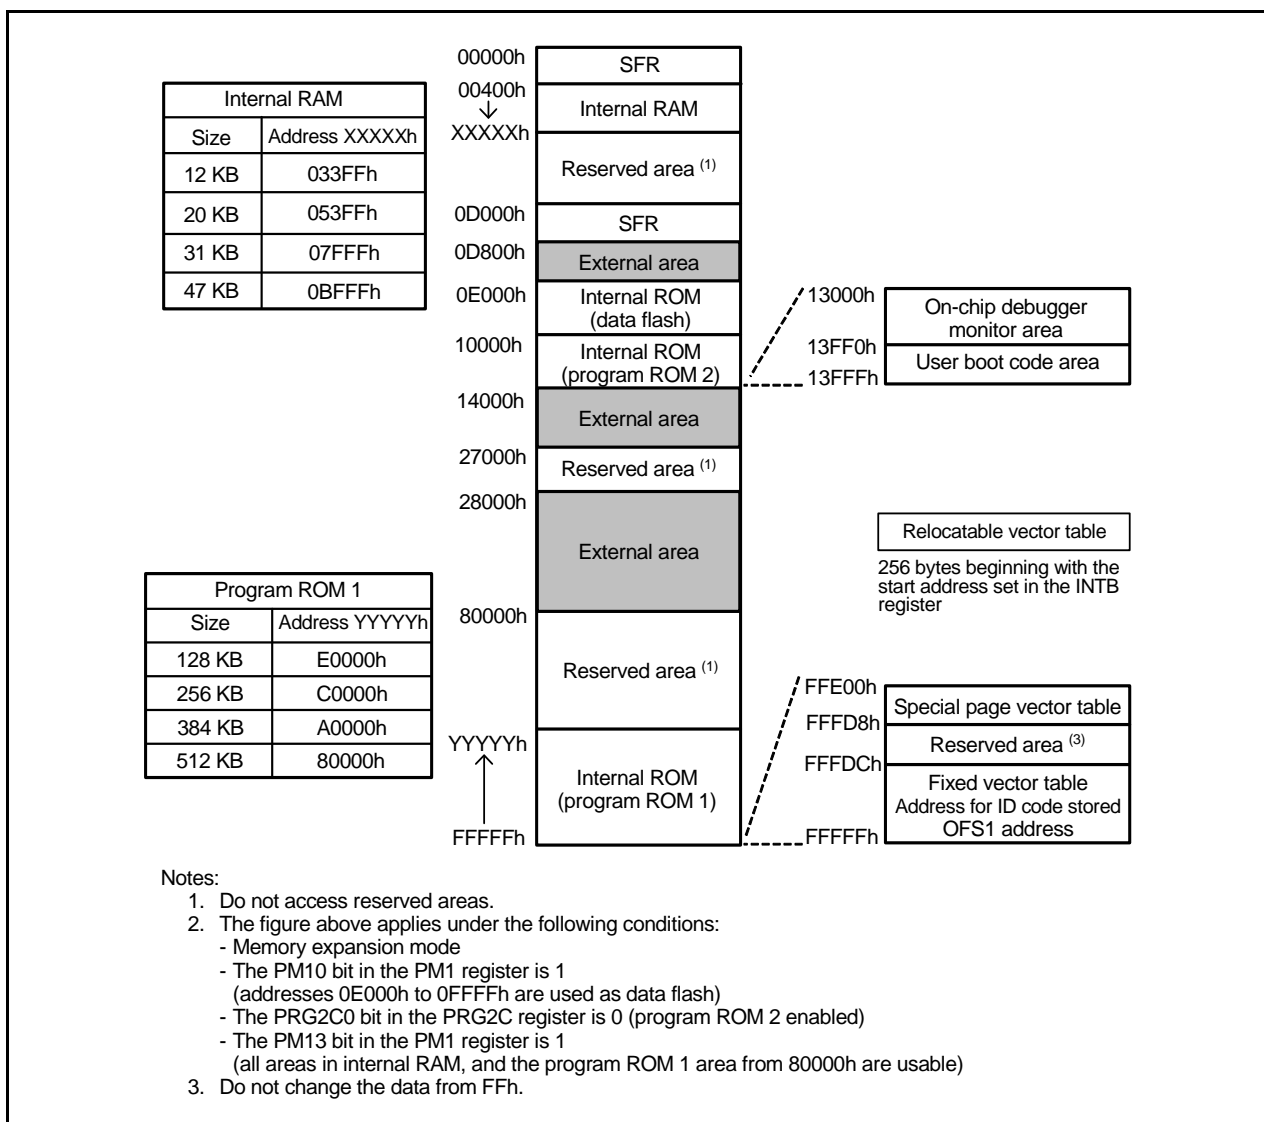 Internal RAM
Size Address XXXXXh
12 KB 033FFh
20 KB 053FFh
31 KB 07FFFh
47 KB 0BFFFh
Program ROM 1
Size Address YYYYYh
128 KB E0000h
256 KB C0000h
384 KB A0000h
512 KB 80000h
00000h
SFR
00400h
Internal RAM
XXXXXh
Reserved area (1)
0D000h
SFR
0D800h
External area
0E000h
Internal ROM
(data flash)
10000h
Internal ROM
(program ROM 2)
14000h
External area
27000h
Reserved area (1)
28000h
External area
80000h
Reserved area (1)
YYYYYh
Internal ROM
(program ROM 1)
FFFFFh
13000h
On-chip debugger
monitor area
13FF0h
User boot code area
13FFFh
Relocatable vector table
256 bytes beginning with the
start address set in the INTB
register
FFE00h
Special page vector table
FFFD8h
Reserved area (3)
FFFDCh
Fixed vector table
Address for ID code stored
OFS1 address
FFFFFh
Notes:
1. Do not access reserved areas.
2. The figure above applies under the following conditions:
- Memory expansion mode
- The PM10 bit in the PM1 register is 1
(addresses 0E000h to 0FFFFh are used as data flash)
- The PRG2C0 bit in the PRG2C register is 0 (program ROM 2 enabled)
- The PM13 bit in the PM1 register is 1
(all areas in internal RAM, and the program ROM 1 area from 80000h are usable)
3. Do not change the data from FFh.